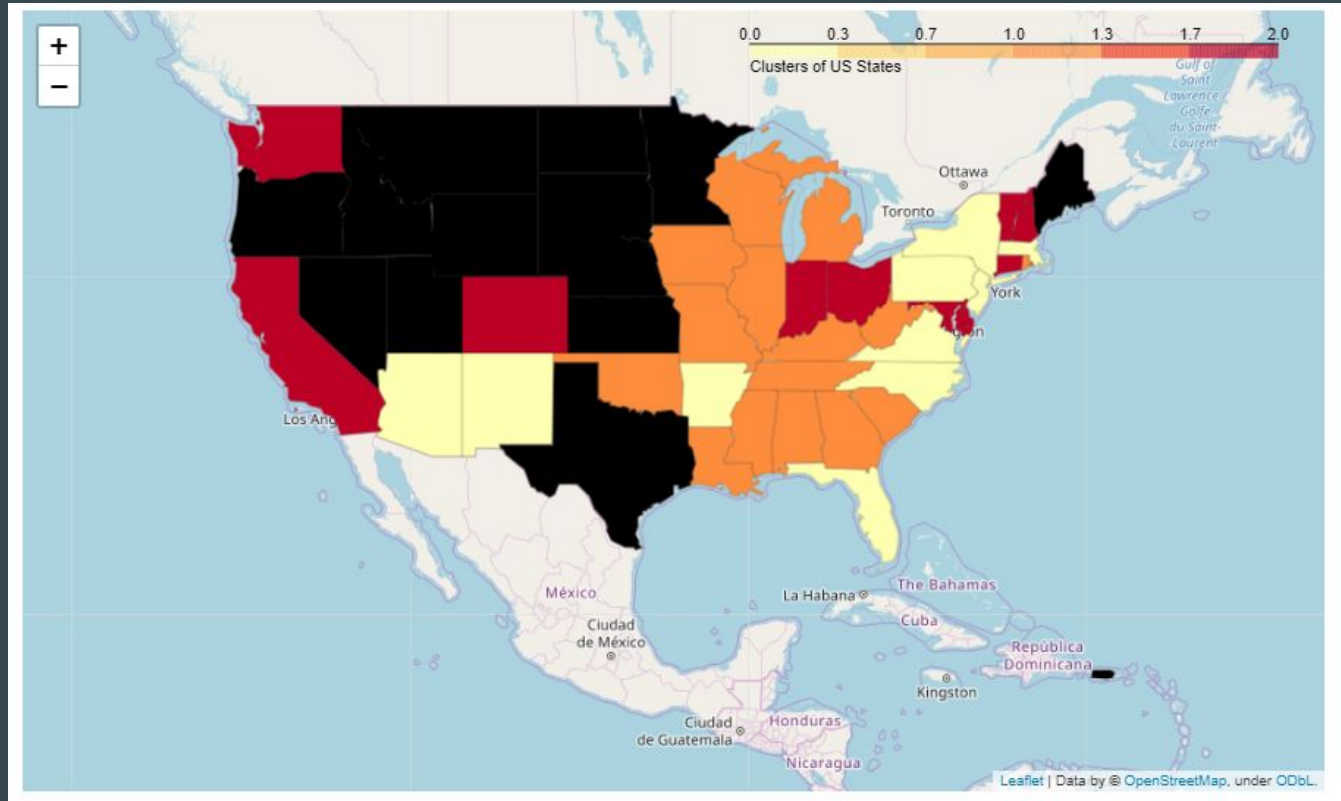 +
−
0.0 0.3 0.7 1.0 1.3 1.7 2.0
Clusters of US States
Gulf of
Saint
Lawrence /
Golfe
du Saint-
Laurent
Ottawa
Toronto
York
Los Ang
México
Ciudad
de México
La Habana
The Bahamas
Cuba
República
Dominicana
Kingston
Ciudad
de Guatemala
Honduras
Nicaragua
Leaflet | Data by © OpenStreetMap, under ODbL.